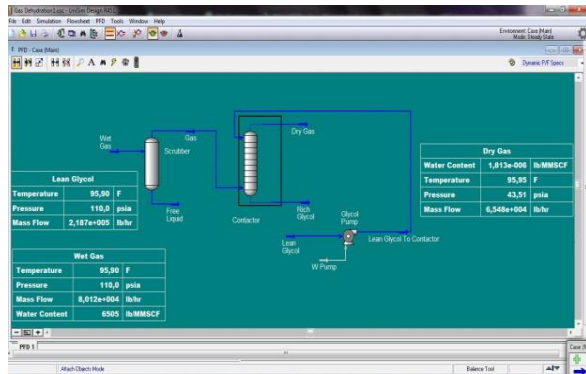 Gas Dehydration1.usc - UniSim Design R451
File Edit Simulation Flowsheet PFD Tools Window Help
Environment: Case (Main)
Mode: Steady State
PFD - Case (Main)
A
Dynamic P/F Specs
Wet Gas
Gas
Scrubber
Free Liquid
Dry Gas
Contactor
Rich Glycol
Glycol Pump
Lean Glycol
Lean Glycol To Contactor
W Pump
Lean Glycol
Temperature 95,90 F
Pressure 110,0 psia
Mass Flow 2,187e+005 lb/hr
Wet Gas
Temperature 95,90 F
Pressure 110,0 psia
Mass Flow 8,012e+004 lb/hr
Water Content 6505 lb/MMSCF
Dry Gas
Water Content 1,813e-006 lb/MMSCF
Temperature 95,95 F
Pressure 43,51 psia
Mass Flow 6,548e+004 lb/hr
PFD 1
Case (M
Attach Objects Mode
Balance Tool